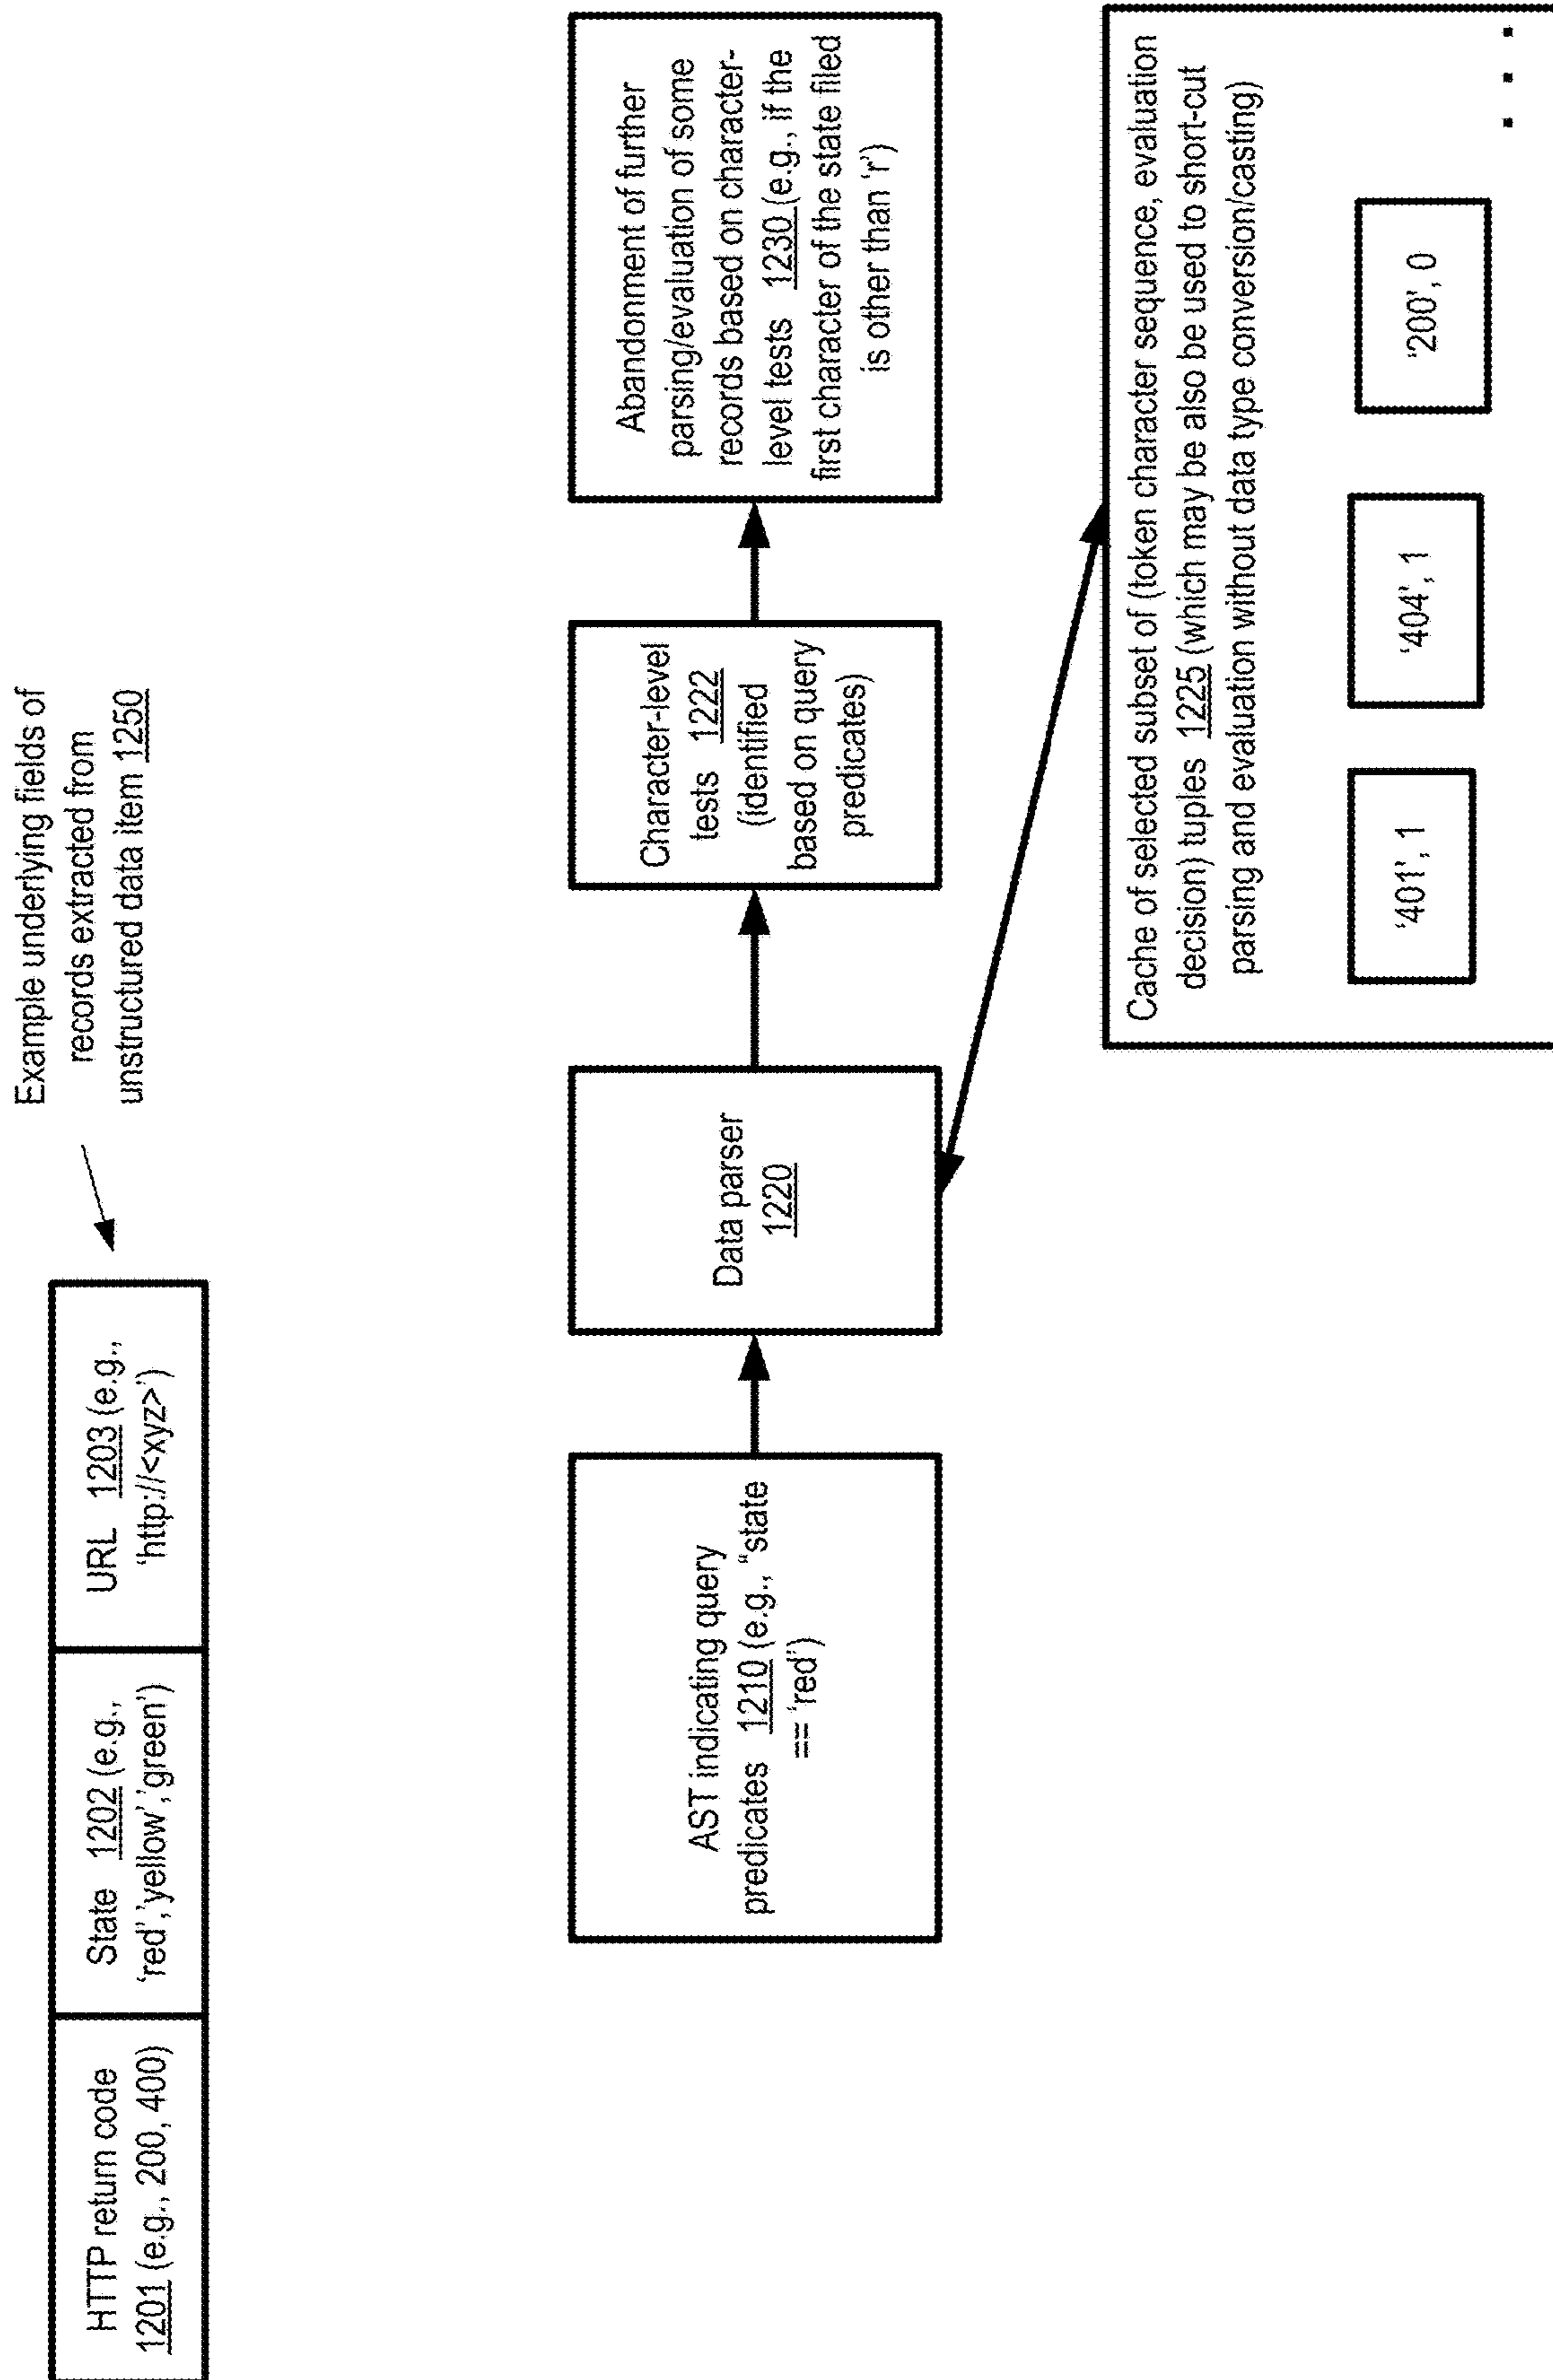 HTTP return code
1201 (e.g., 200, 400)
State 1202 (e.g.,
‘red’,’yellow’,’green’)
URL 1203 (e.g.,
‘http://<xyz>’)
Example underlying fields of
records extracted from
unstructured data item 1250
AST indicating query
predicates 1210 (e.g., “state
== ‘red’)
Data parser
1220
Character-level
tests 1222
(identified
based on query
predicates)
Abandonment of further
parsing/evaluation of some
records based on character-
level tests 1230 (e.g., if the
first character of the state filed
is other than ‘r’)
Cache of selected subset of (token character sequence, evaluation
decision) tuples 1225 (which may be also be used to short-cut
parsing and evaluation without data type conversion/casting)
‘401’, 1
‘404’, 1
‘200’, 0
. . .